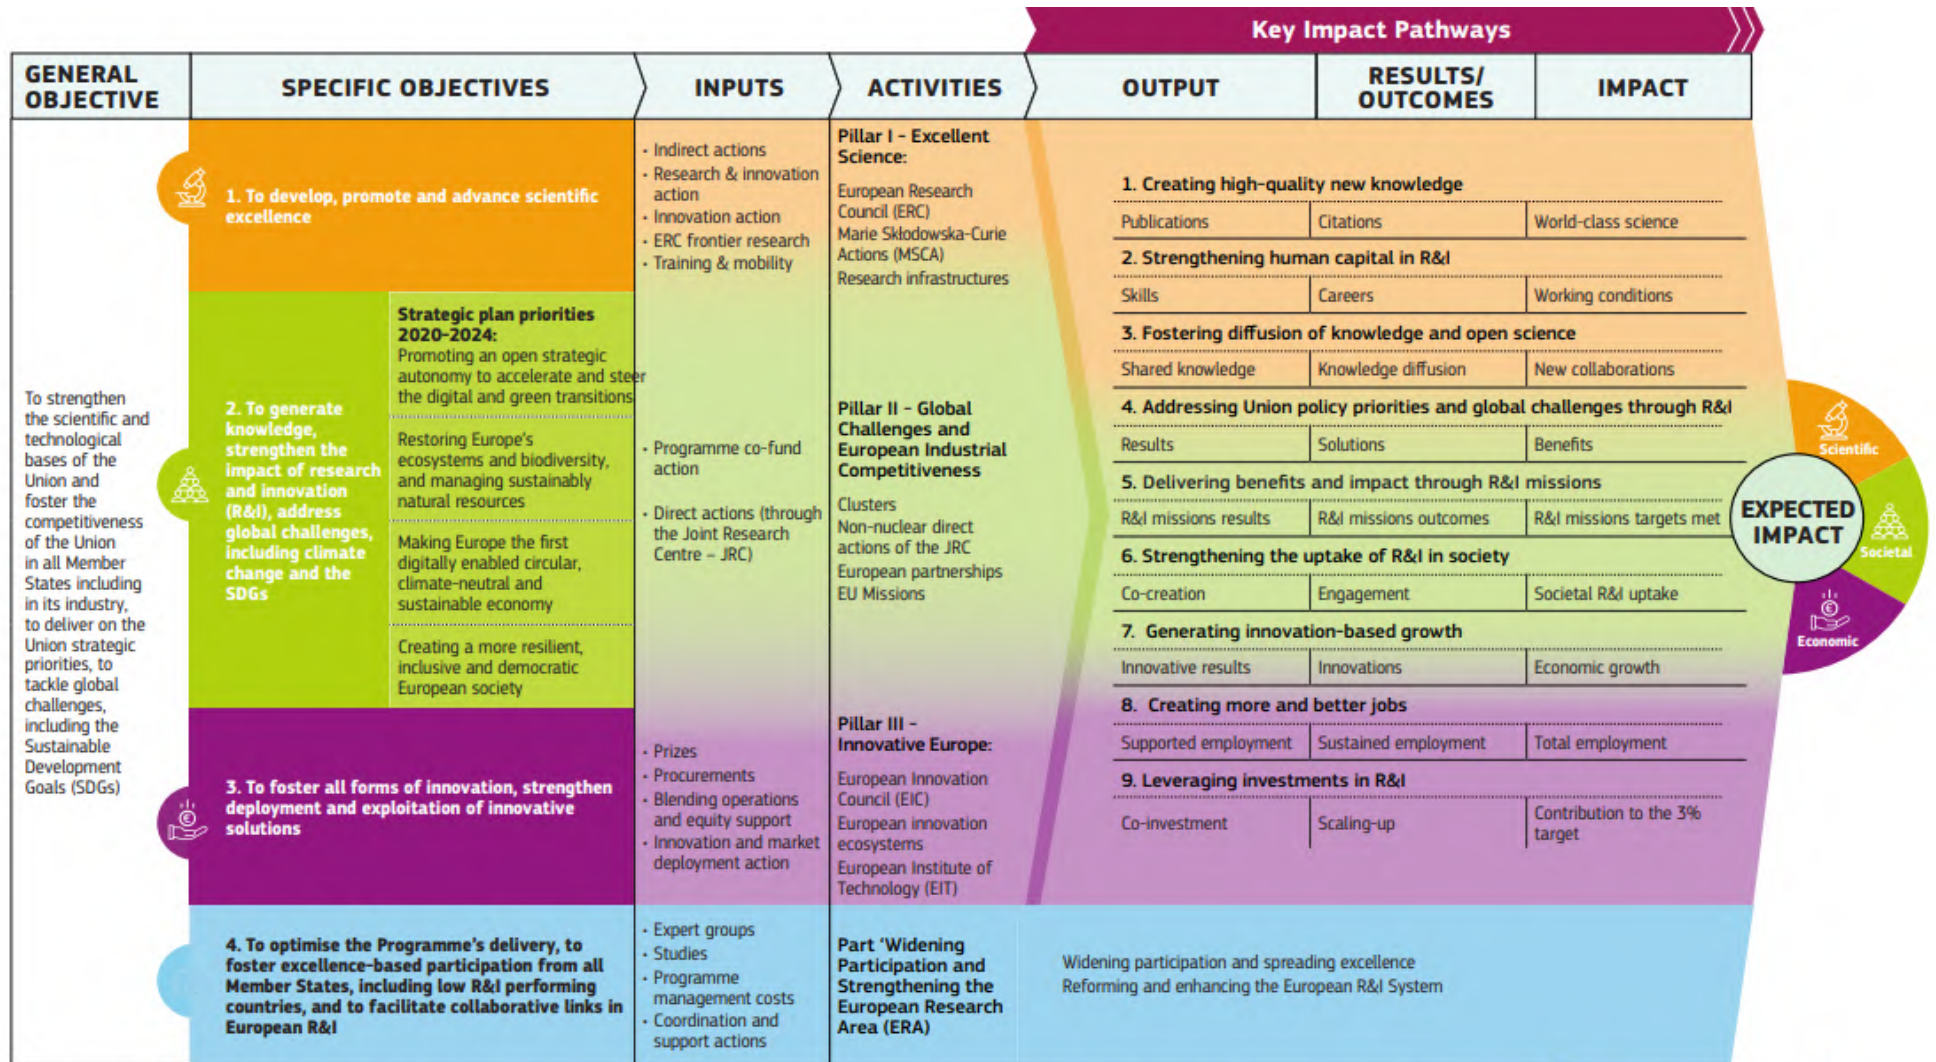 Key Impact Pathways
GENERAL
OBJECTIVE
SPECIFIC OBJECTIVES
INPUTS
ACTIVITIES
OUTPUT
RESULTS/
OUTCOMES
IMPACT
To strengthen
the scientific and
technological
bases of the
Union and
foster the
competitiveness
of the Union
in all Member
States including
in its industry,
to deliver on the
Union strategic
priorities, to
tackle global
challenges,
including the
Sustainable
Development
Goals (SDGs)
1. To develop, promote and advance scientific
excellence
2. To generate
knowledge,
strengthen the
impact of research
and innovation
(R&I), address
global challenges,
including climate
change and the
SDGs
Strategic plan priorities
2020-2024:
Promoting an open strategic
autonomy to accelerate and steer
the digital and green transitions
Restoring Europe's
ecosystems and biodiversity,
and managing sustainably
natural resources
Making Europe the first
digitally enabled circular,
climate-neutral and
sustainable economy
Creating a more resilient,
inclusive and democratic
European society
3. To foster all forms of innovation, strengthen
deployment and exploitation of innovative
solutions
4. To optimise the Programme's delivery, to
foster excellence-based participation from all
Member States, including low R&I performing
countries, and to facilitate collaborative links in
European R&I
• Indirect actions
• Research & innovation
action
• Innovation action
• ERC frontier research
• Training & mobility
• Programme co-fund
action
• Direct actions (through
the Joint Research
Centre – JRC)
• Prizes
• Procurements
• Blending operations
and equity support
• Innovation and market
deployment action
• Expert groups
• Studies
• Programme
management costs
• Coordination and
support actions
Pillar I - Excellent
Science:
European Research
Council (ERC)
Marie Skłodowska-Curie
Actions (MSCA)
Research infrastructures
Pillar II - Global
Challenges and
European Industrial
Competitiveness
Clusters
Non-nuclear direct
actions of the JRC
European partnerships
EU Missions
Pillar III -
Innovative Europe:
European Innovation
Council (EIC)
European innovation
ecosystems
European Institute of
Technology (EIT)
Part 'Widening
Participation and
Strengthening the
European Research
Area (ERA)
1. Creating high-quality new knowledge
Publications
Citations
World-class science
2. Strengthening human capital in R&I
Skills
Careers
Working conditions
3. Fostering diffusion of knowledge and open science
Shared knowledge
Knowledge diffusion
New collaborations
4. Addressing Union policy priorities and global challenges through R&I
Results
Solutions
Benefits
5. Delivering benefits and impact through R&I missions
R&I missions results
R&I missions outcomes
R&I missions targets met
6. Strengthening the uptake of R&I in society
Co-creation
Engagement
Societal R&I uptake
7. Generating innovation-based growth
Innovative results
Innovations
Economic growth
8. Creating more and better jobs
Supported employment
Sustained employment
Total employment
9. Leveraging investments in R&I
Co-investment
Scaling-up
Contribution to the 3%
target
Widening participation and spreading excellence
Reforming and enhancing the European R&I System
EXPECTED
IMPACT
Scientific
Societal
Economic